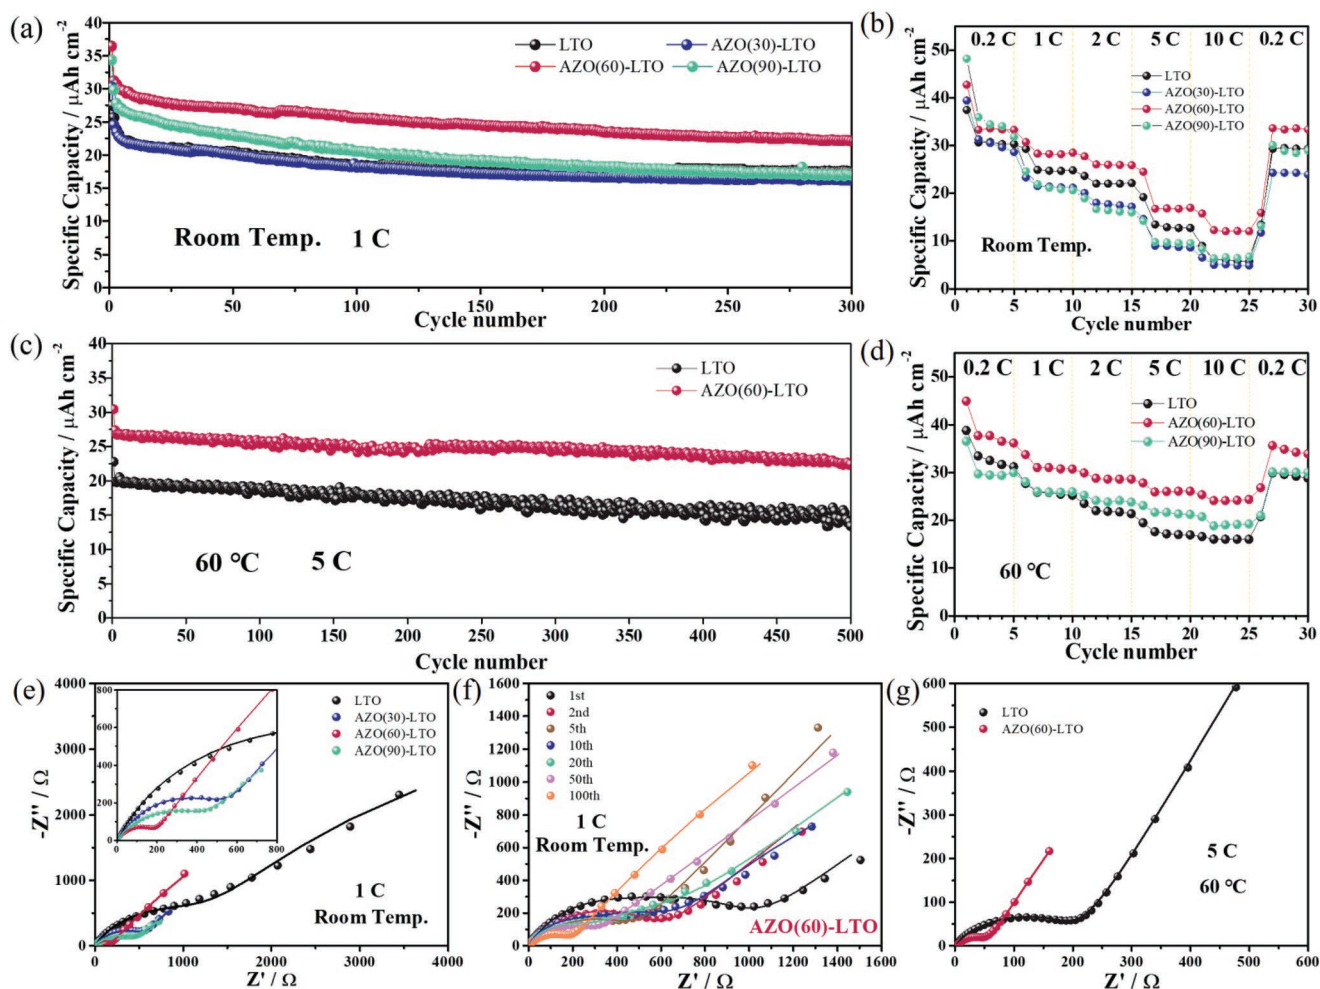 (a)
Specific Capacity / μAh cm⁻²
40
35
30
25
20
15
10
5
0
LTO
AZO(30)-LTO
AZO(60)-LTO
AZO(90)-LTO
Room Temp. 1 C
0 50 100 150 200 250 300
Cycle number
(b)
Specific Capacity / μAh cm⁻²
50
40
30
20
10
0
0.2 C 1 C 2 C 5 C 10 C 0.2 C
LTO
AZO(30)-LTO
AZO(60)-LTO
AZO(90)-LTO
Room Temp.
0 5 10 15 20 25 30
Cycle number
(c)
Specific Capacity / μAh cm⁻²
40
35
30
25
20
15
10
5
0
LTO
AZO(60)-LTO
60 °C 5 C
0 50 100 150 200 250 300 350 400 450 500
Cycle number
(d)
Specific Capacity / μAh cm⁻²
50
40
30
20
10
0
0.2 C 1 C 2 C 5 C 10 C 0.2 C
LTO
AZO(60)-LTO
AZO(90)-LTO
60 °C
0 5 10 15 20 25 30
Cycle number
(e)
-Z'' / Ω
4000
3000
2000
1000
0
800
600
400
200
0
0 200 400 600 800
LTO
AZO(30)-LTO
AZO(60)-LTO
AZO(90)-LTO
1 C
Room Temp.
0 1000 2000 3000 4000
Z' / Ω
(f)
-Z'' / Ω
1600
1400
1200
1000
800
600
400
200
0
1st
2nd
5th
10th
20th
50th
100th
1 C
Room Temp.
AZO(60)-LTO
0 200 400 600 800 1000 1200 1400 1600
Z' / Ω
(g)
-Z'' / Ω
600
500
400
300
200
100
0
LTO
AZO(60)-LTO
5 C
60 °C
0 100 200 300 400 500 600
Z' / Ω